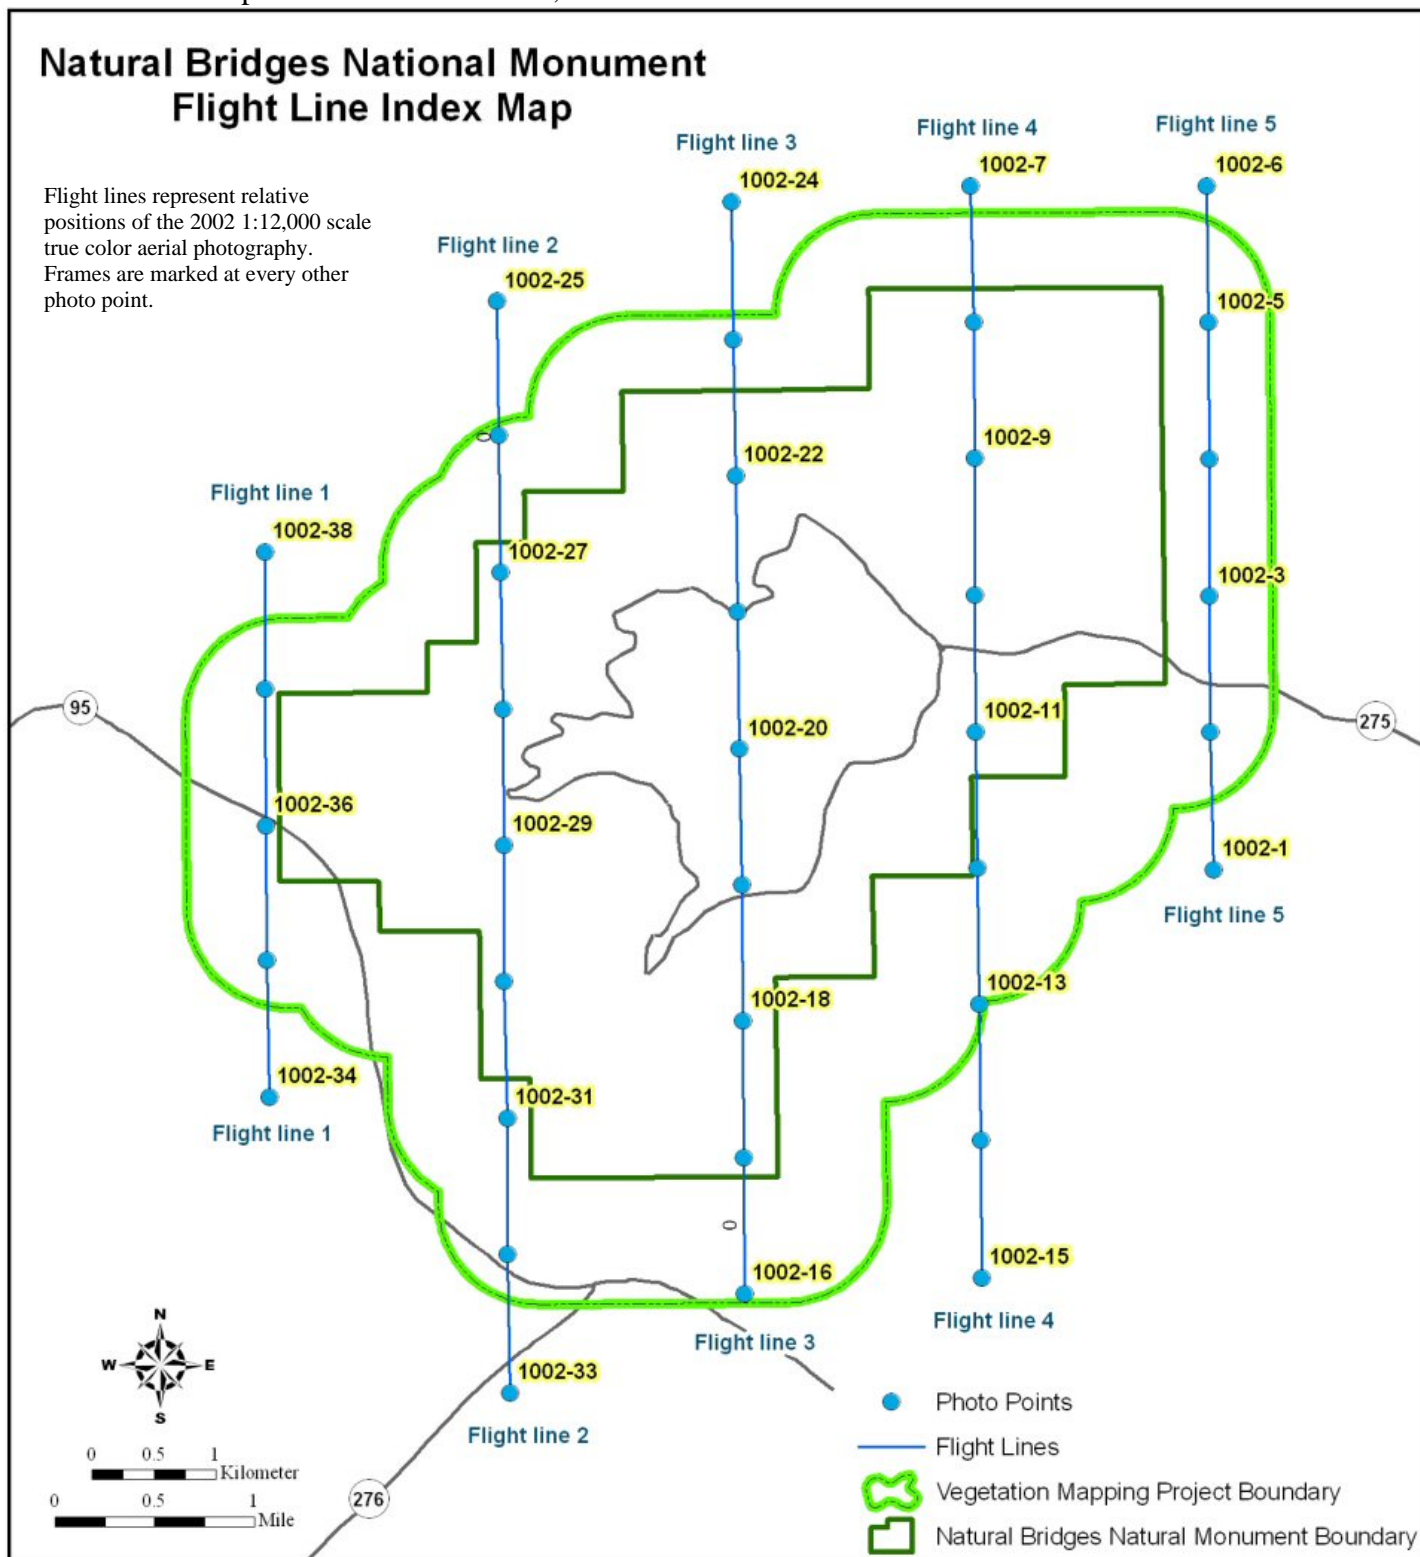 Natural Bridges National Monument
Flight Line Index Map
Flight lines represent relative
positions of the 2002 1:12,000 scale
true color aerial photography.
Frames are marked at every other
photo point.
Flight line 1
1002-38
1002-36
1002-34
Flight line 1
Flight line 2
1002-25
0
1002-27
1002-29
1002-31
1002-33
Flight line 2
Flight line 3
1002-24
1002-22
1002-20
1002-18
0
1002-16
Flight line 3
Flight line 4
1002-7
1002-9
1002-11
1002-13
1002-15
Flight line 4
Flight line 5
1002-6
1002-5
1002-3
1002-1
Flight line 5
95
275
276
N
W E
S
0 0.5 1
Kilometer
0 0.5 1
Mile
Photo Points
Flight Lines
Vegetation Mapping Project Boundary
Natural Bridges Natural Monument Boundary